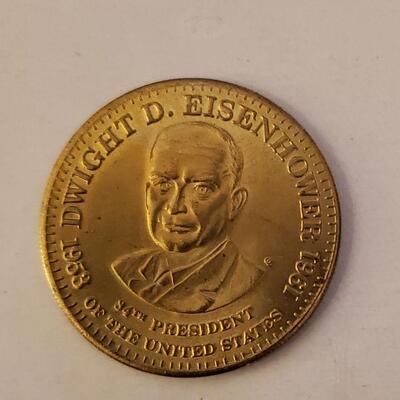 1953 DWIGHT D. EISENHOWER 1961
34TH PRESIDENT
OF THE UNITED STATES